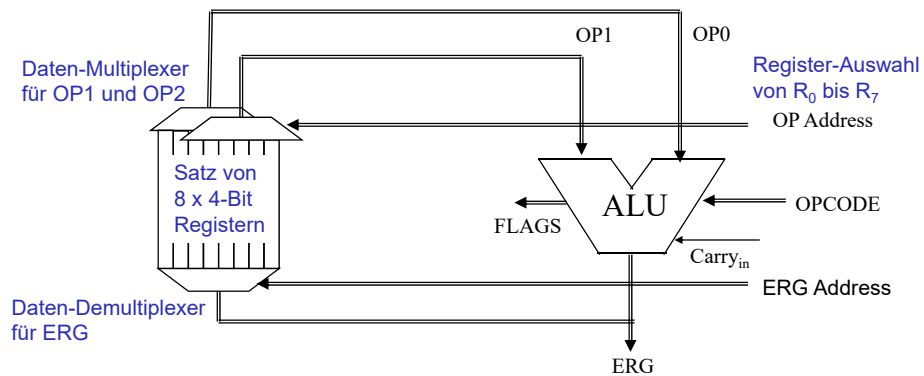 OP1
OP0
Daten-Multiplexer
für OP1 und OP2
Register-Auswahl
von R₀ bis R₇
OP Address
Satz von
8 x 4-Bit
Registern
ALU
FLAGS
OPCODE
Carryᵢₙ
ERG Address
Daten-Demultiplexer
für ERG
ERG